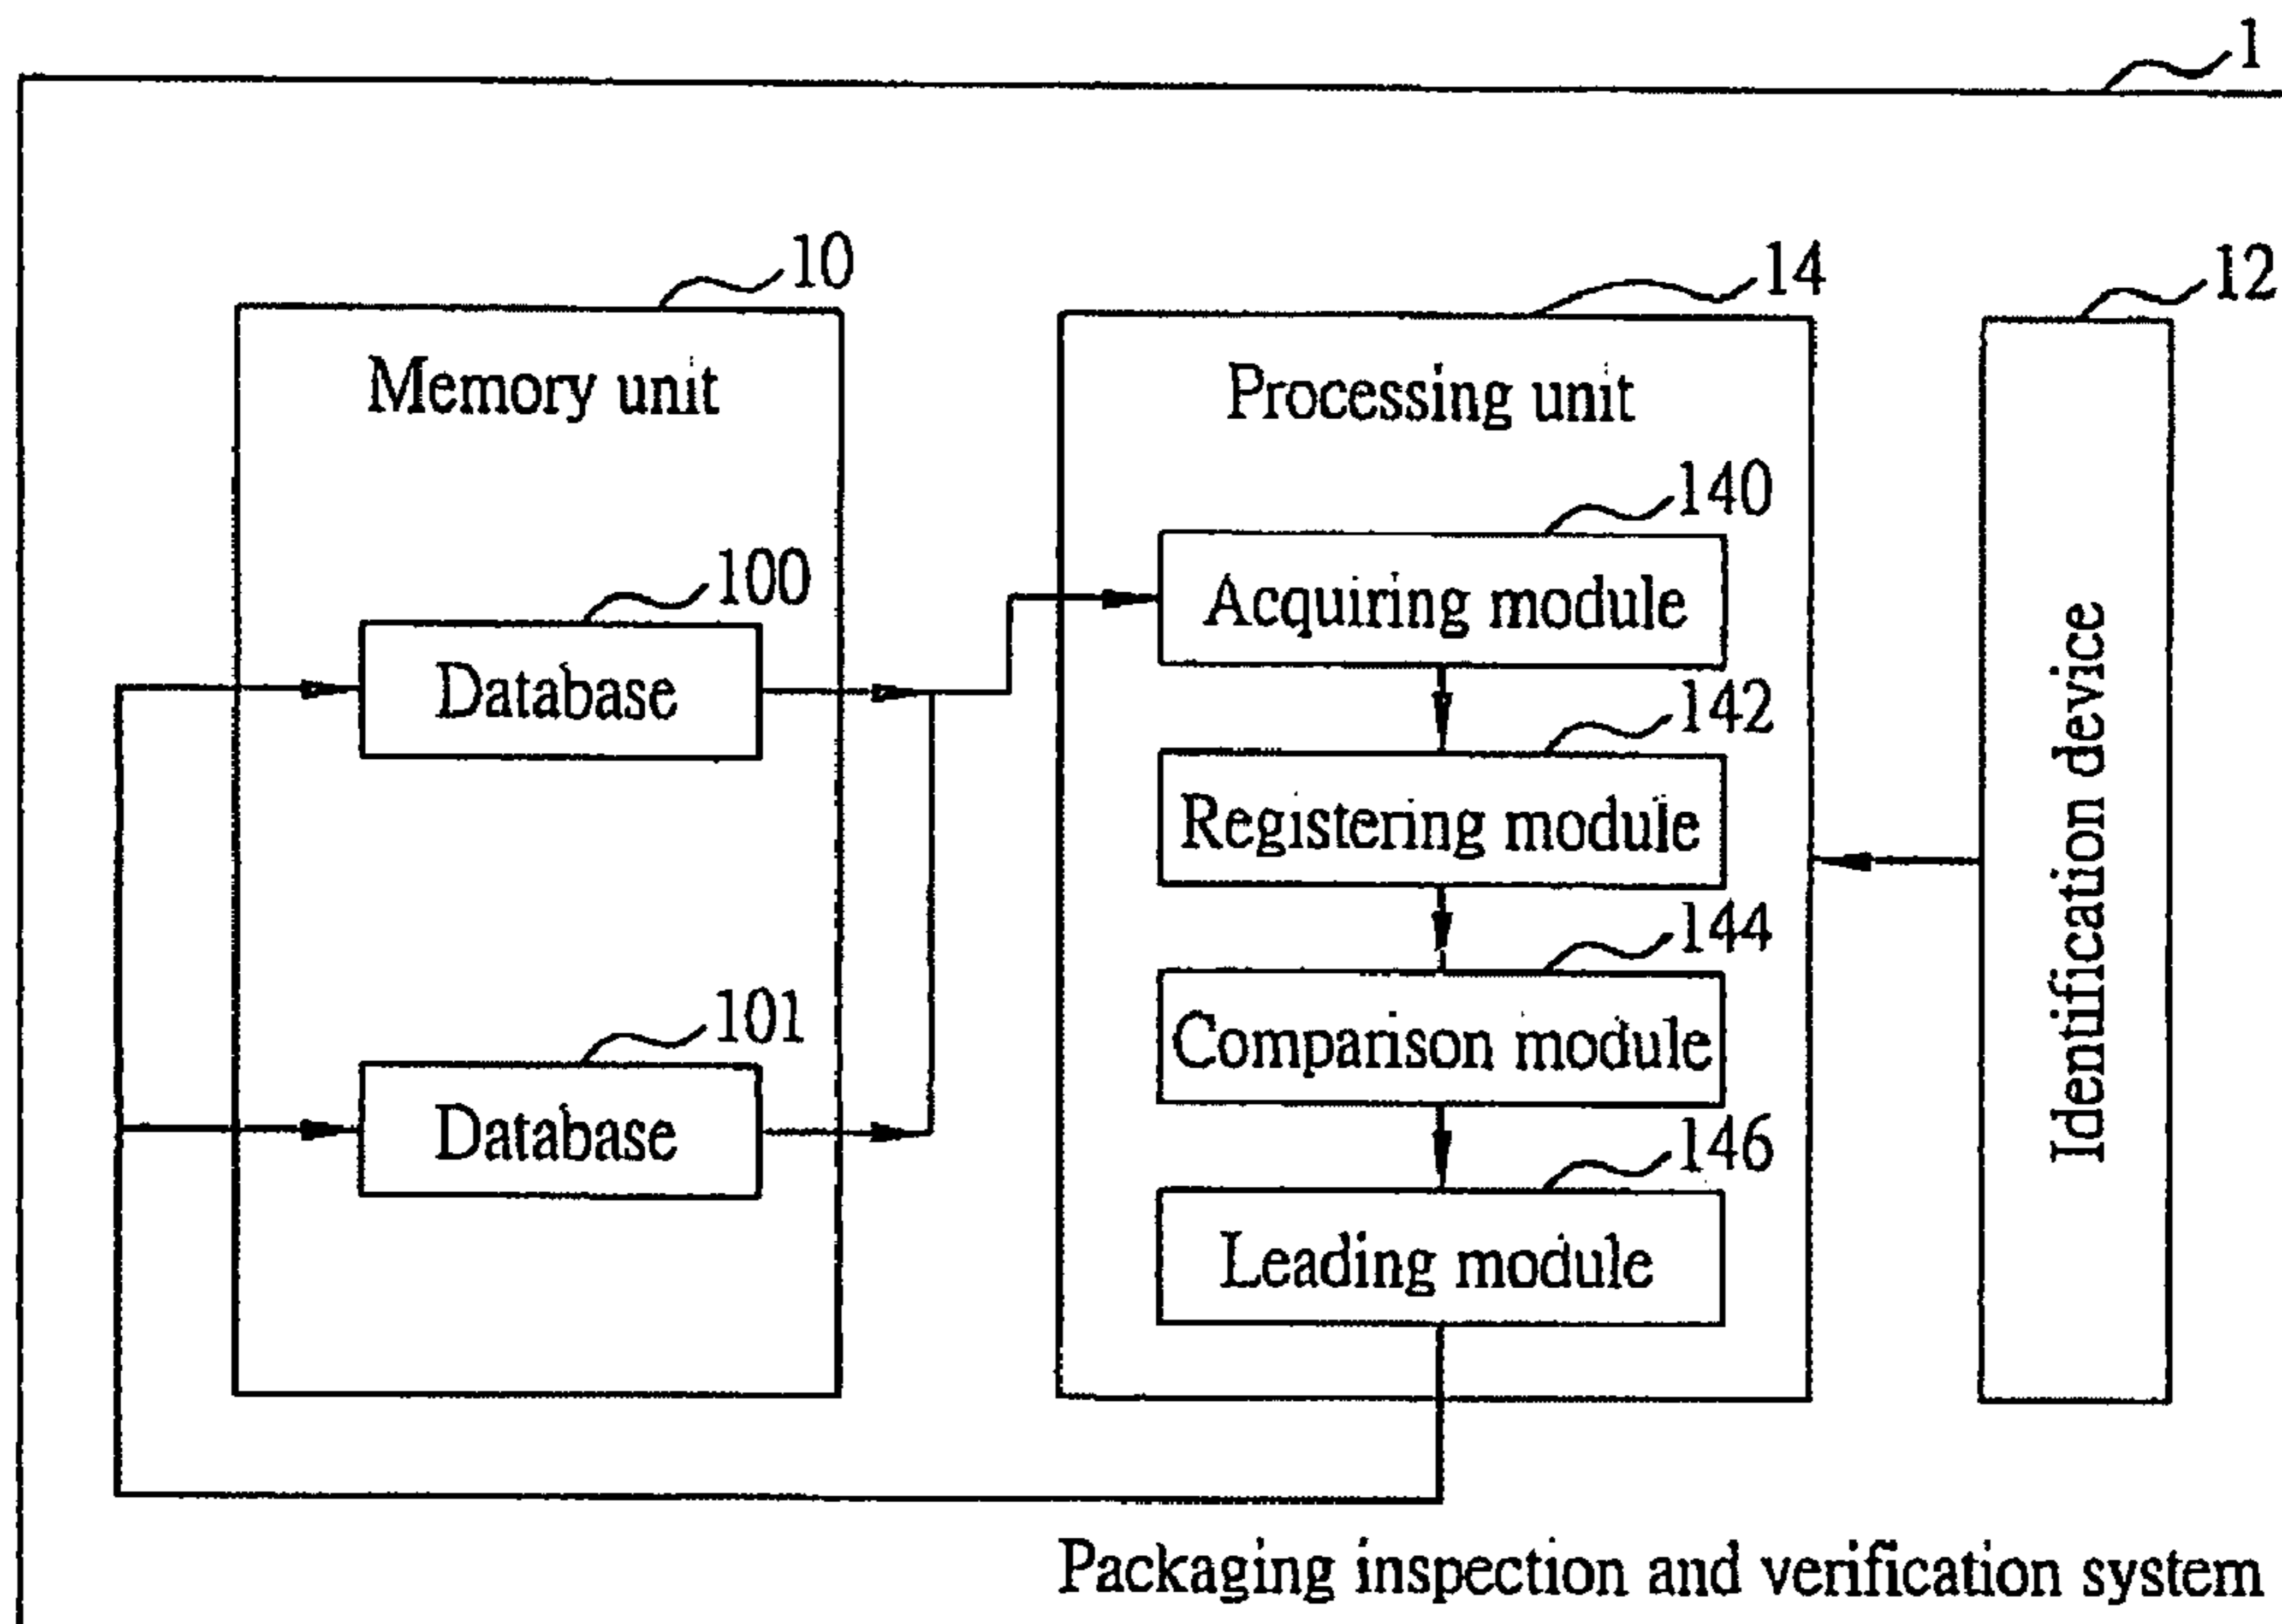 1
10
14
12
Memory unit
Processing unit
140
Acquiring module
100
Database
142
Registering module
Identification device
144
Comparison module
101
Database
146
Leading module
Packaging inspection and verification system